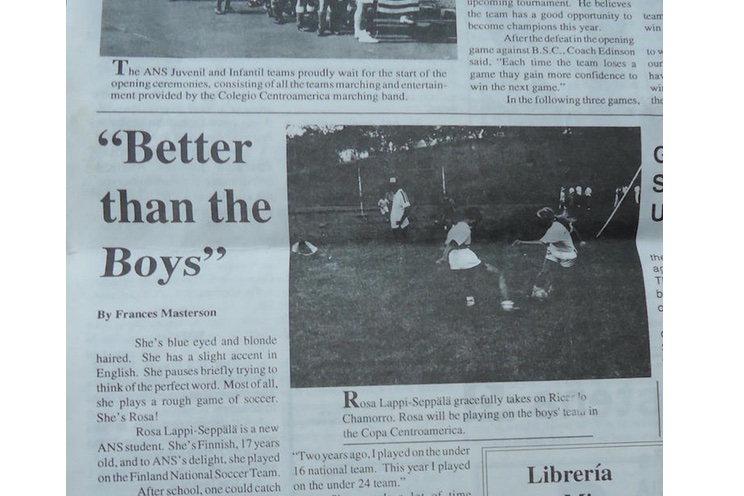 upcoming tournament. He believes
the team has a good opportunity to
become champions this year.
After the defeat in the opening
game against B.S.C., Coach Edinson
said, "Each time the team loses a
game thay gain more confidence to
win the next game."
In the following three games,
The ANS Juvenil and Infantil teams proudly wait for the start of the
opening ceremonies, consisting of all the teams marching and entertain-
ment provided by the Colegio Centroamerica marching band.
“Better
than the
Boys”
By Frances Masterson
She's blue eyed and blonde
haired. She has a slight accent in
English. She pauses briefly trying to
think of the perfect word. Most of all,
she plays a rough game of soccer.
She's Rosa!
Rosa Lappi-Seppälä is a new
ANS student. She's Finnish, 17 years
old, and to ANS's delight, she played
on the Finland National Soccer Team.
After school, one could catch
Rosa Lappi-Seppälä gracefully takes on
Chamorro. Rosa will be playing on the boys' team in
the Copa Centroamerica.
"Two years ago, I played on the under
16 national team. This year I played
on the under 24 team."
Librería